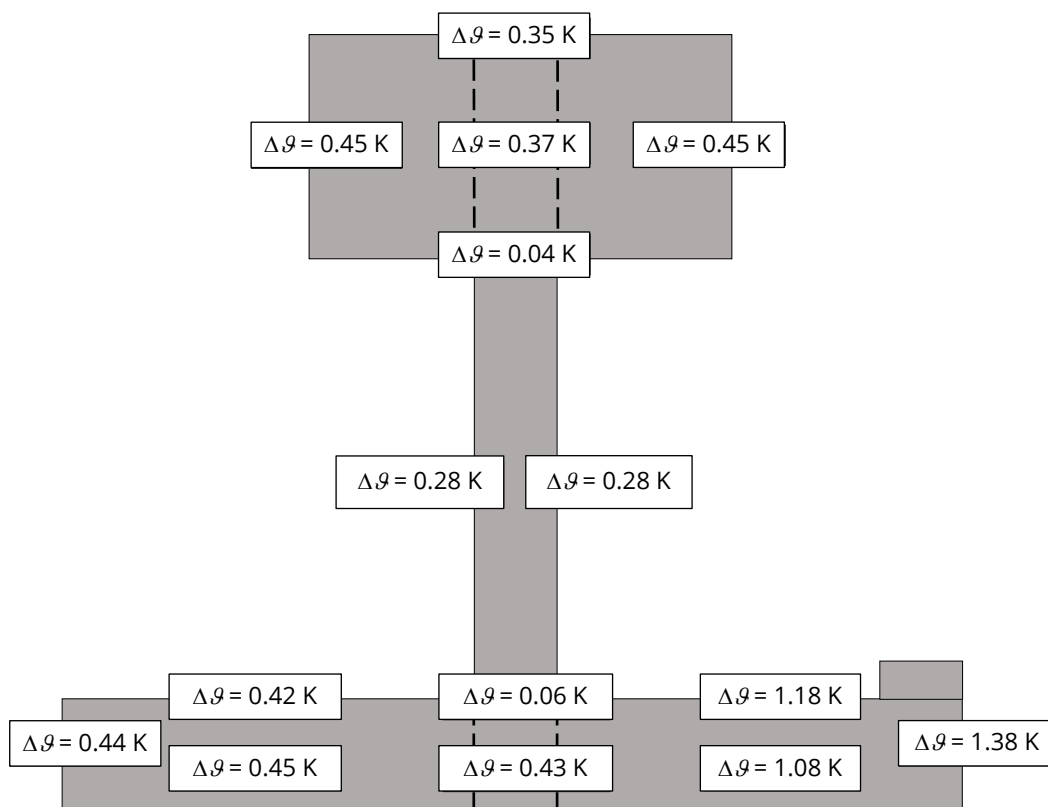 Δϑ = 0.35 K
Δϑ = 0.45 K
Δϑ = 0.37 K
Δϑ = 0.45 K
Δϑ = 0.04 K
Δϑ = 0.28 K
Δϑ = 0.28 K
Δϑ = 0.42 K
Δϑ = 0.06 K
Δϑ = 1.18 K
Δϑ = 0.44 K
Δϑ = 1.38 K
Δϑ = 0.45 K
Δϑ = 0.43 K
Δϑ = 1.08 K